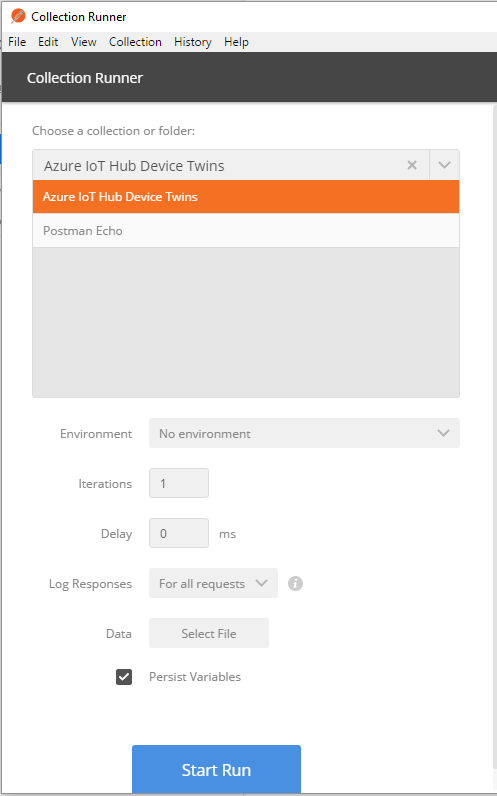 Collection Runner
File Edit View Collection History Help
Collection Runner
Choose a collection or folder:
Azure IoT Hub Device Twins
Azure IoT Hub Device Twins
Postman Echo
Environment No environment
Iterations 1
Delay 0 ms
Log Responses For all requests
Data Select File
Persist Variables
Start Run